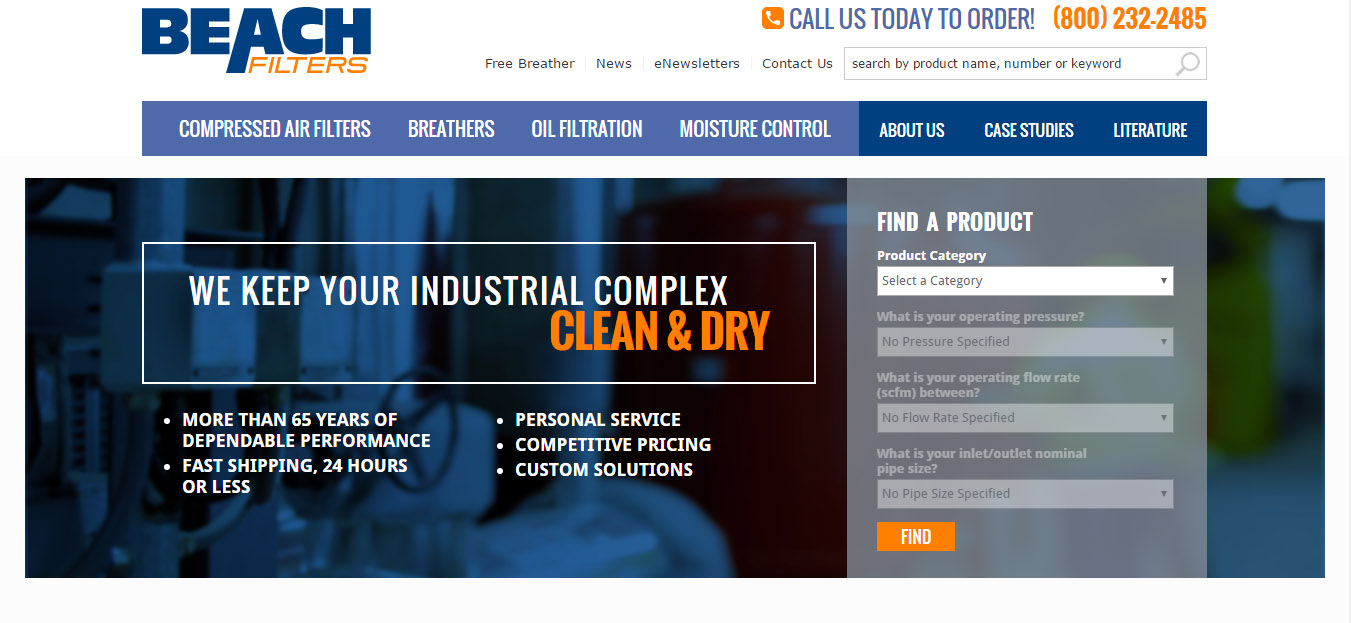 BEACH
FILTERS
CALL US TODAY TO ORDER! (800) 232-2485
Free Breather
News
eNewsletters
Contact Us
search by product name, number or keyword
COMPRESSED AIR FILTERS
BREATHERS
OIL FILTRATION
MOISTURE CONTROL
ABOUT US
CASE STUDIES
LITERATURE
WE KEEP YOUR INDUSTRIAL COMPLEX
CLEAN & DRY
• MORE THAN 65 YEARS OF
DEPENDABLE PERFORMANCE
• FAST SHIPPING, 24 HOURS
OR LESS
• PERSONAL SERVICE
• COMPETITIVE PRICING
• CUSTOM SOLUTIONS
FIND A PRODUCT
Product Category
Select a Category
What is your operating pressure?
No Pressure Specified
What is your operating flow rate
(scfm) between?
No Flow Rate Specified
What is your inlet/outlet nominal
pipe size?
No Pipe Size Specified
FIND